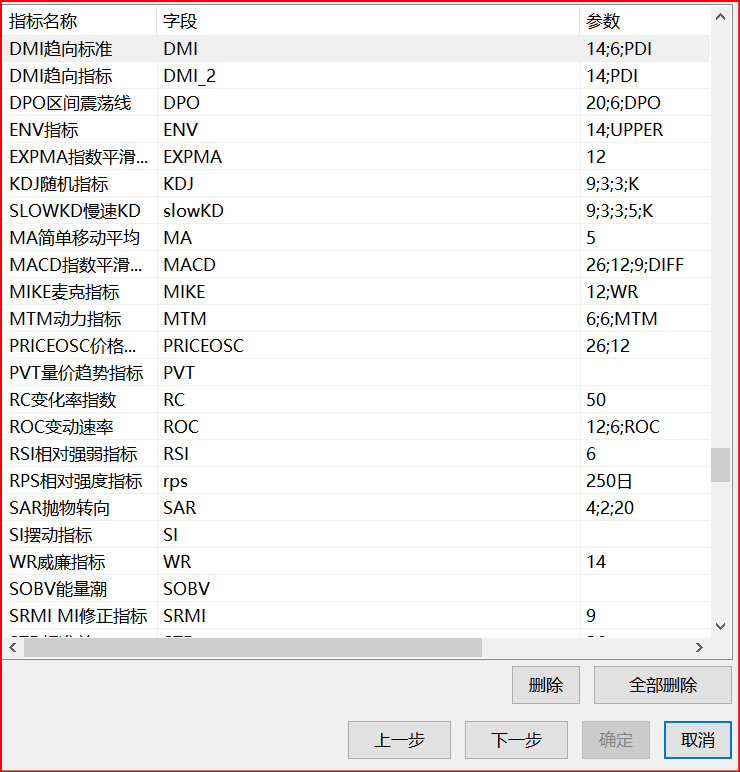 指标名称 字段 参数
DMI趋向标准 DMI 14;6;PDI
DMI趋向指标 DMI_2 14;PDI
DPO区间震荡线 DPO 20;6;DPO
ENV指标 ENV 14;UPPER
EXPMA指数平滑... EXPMA 12
KDJ随机指标 KDJ 9;3;3;K
SLOWKD慢速KD slowKD 9;3;3;5;K
MA简单移动平均 MA 5
MACD指数平滑... MACD 26;12;9;DIFF
MIKE麦克指标 MIKE 12;WR
MTM动力指标 MTM 6;6;MTM
PRICEOSC价格... PRICEOSC 26;12
PVT量价趋势指标 PVT
RC变化率指数 RC 50
ROC变动速率 ROC 12;6;ROC
RSI相对强弱指标 RSI 6
RPS相对强度指标 rps 250日
SAR抛物转向 SAR 4;2;20
SI摆动指标 SI
WR威廉指标 WR 14
SOBV能量潮 SOBV
SRMI MI修正指标 SRMI 9
删除 全部删除
上一步 下一步 确定 取消